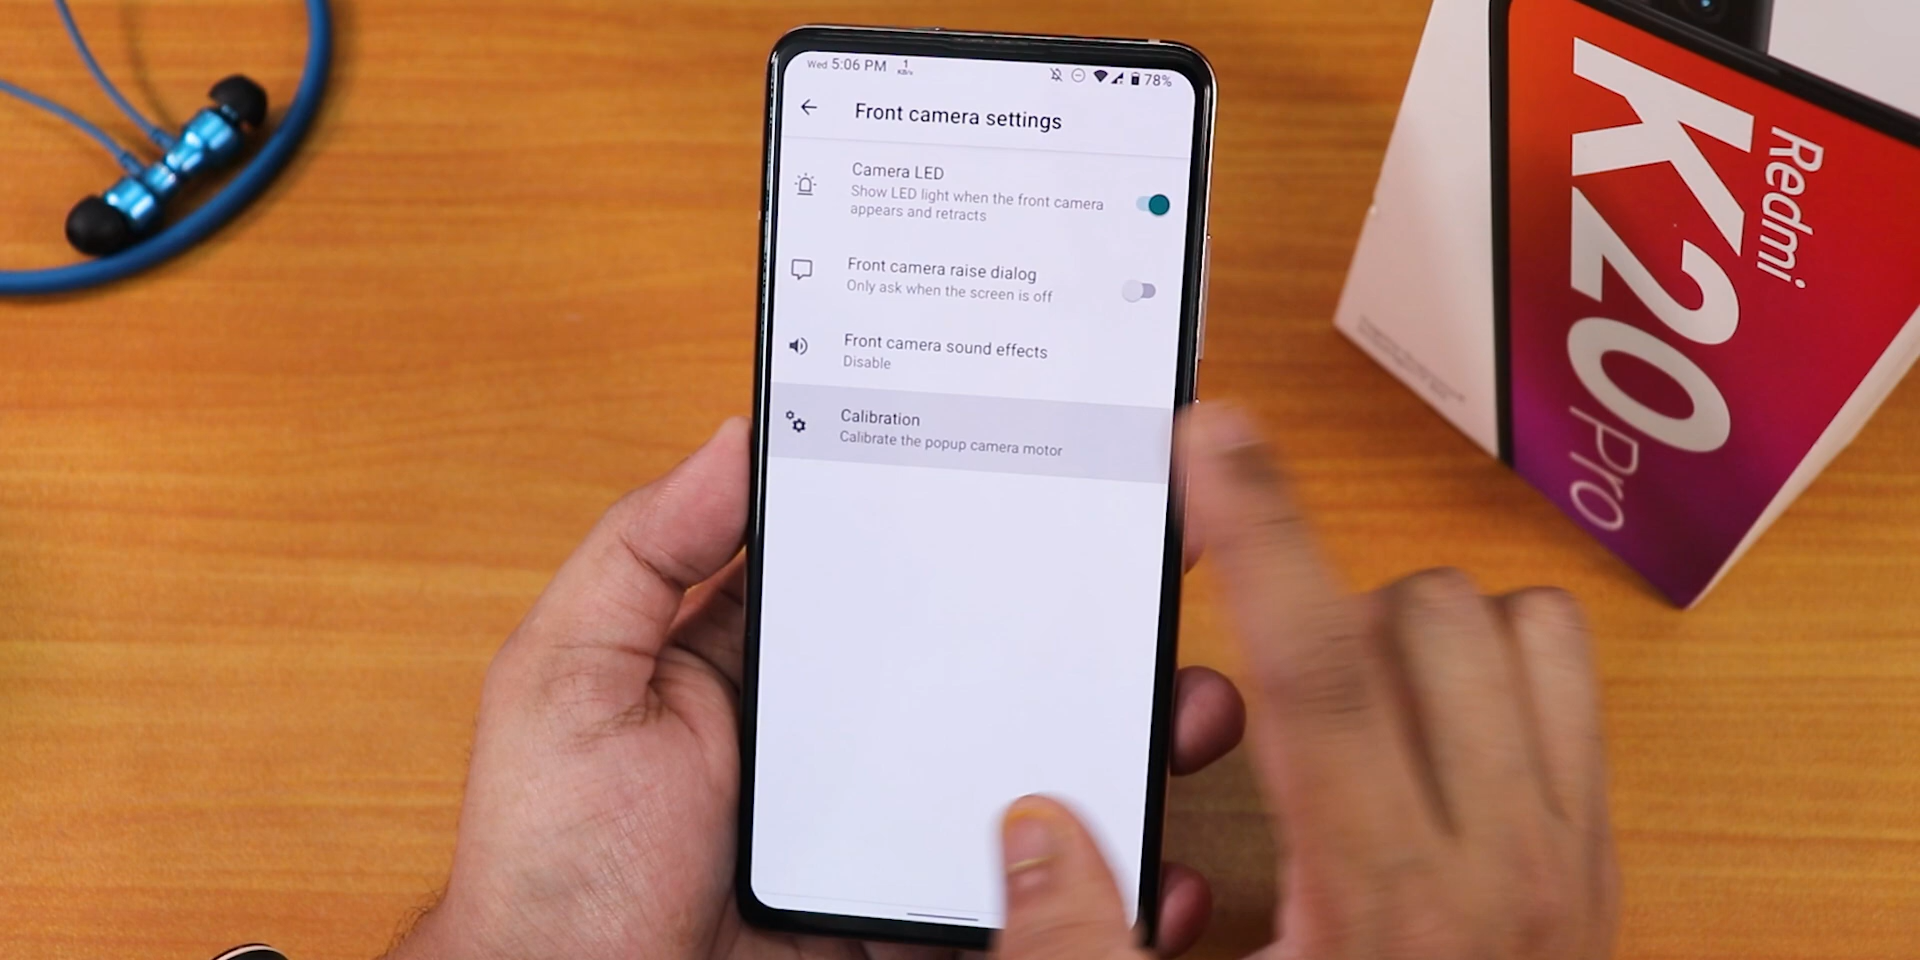 Wed 5:06 PM 1 KB/s 78%
Front camera settings
Camera LED
Show LED light when the front camera
appears and retracts
Front camera raise dialog
Only ask when the screen is off
Front camera sound effects
Disable
Calibration
Calibrate the popup camera motor
Redmi
K20 Pro